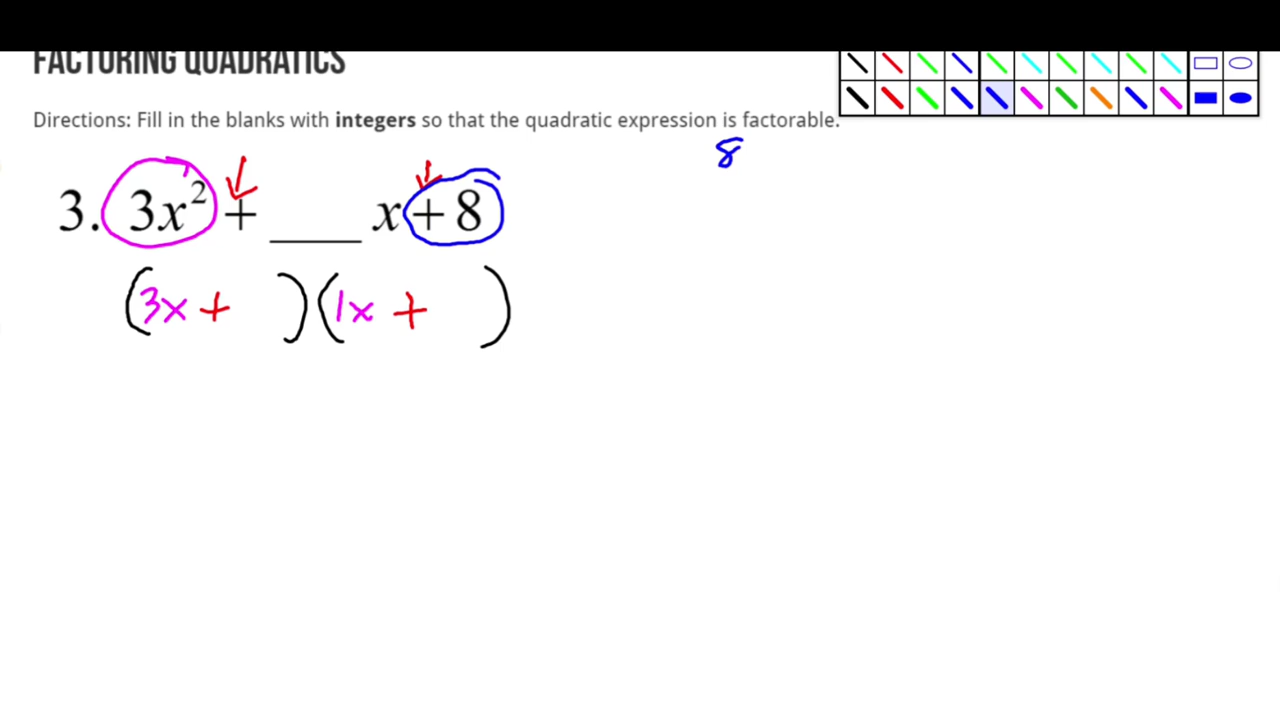 FACTORING QUADRATICS
Directions: Fill in the blanks with integers so that the quadratic expression is factorable.
8
3. 3x² + ____ x + 8
(3x + )(1x + )